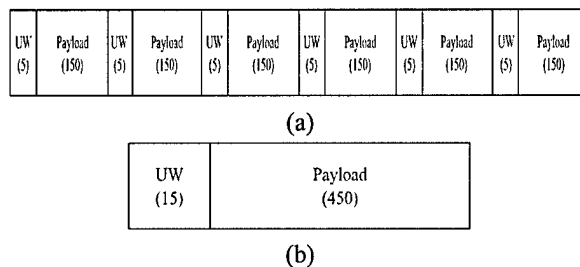 UW Payload UW Payload UW Payload UW Payload UW Payload UW Payload
(5) (150) (5) (150) (5) (150) (5) (150) (5) (150) (5) (150)
(a)
UW Payload
(15) (450)
(b)